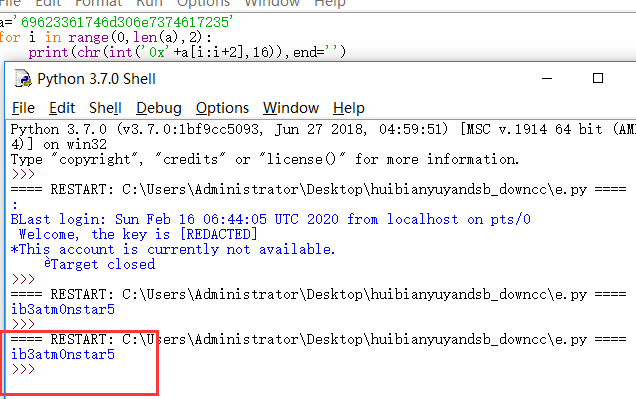 File Edit Format Run Options Window Help
a='69623361746d306e7374617235'
for i in range(0,len(a),2):
    print(chr(int('0x'+a[i:i+2],16)),end='')
Python 3.7.0 Shell
File Edit Shell Debug Options Window Help
Python 3.7.0 (v3.7.0:1bf9cc5093, Jun 27 2018, 04:59:51) [MSC v.1914 64 bit (AM
4)] on win32
Type "copyright", "credits" or "license()" for more information.
>>>
==== RESTART: C:\Users\Administrator\Desktop\huibianyuyandsb_downcc\e.py ====
:
BLast login: Sun Feb 16 06:44:05 UTC 2020 from localhost on pts/0
 Welcome, the key is [REDACTED]
*This account is currently not available.
èTarget closed
>>>
==== RESTART: C:\Users\Administrator\Desktop\huibianyuyandsb_downcc\e.py ====
ib3atm0nstar5
>>>
==== RESTART: C:\Users\Administrator\Desktop\huibianyuyandsb_downcc\e.py ====
ib3atm0nstar5
>>>